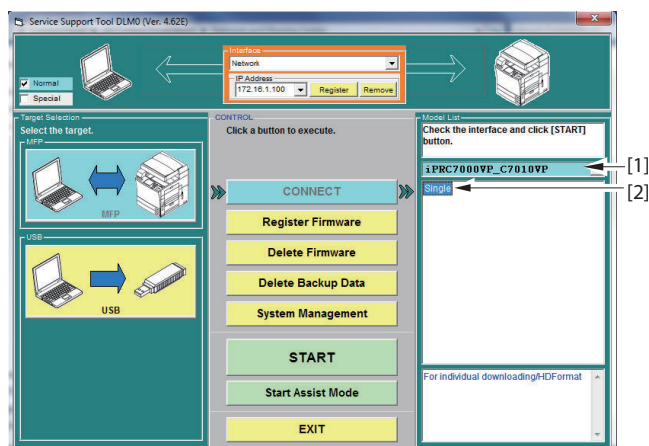 Service Support Tool DLM0 (Ver. 4.62E)
Normal
Special
Interface
Network
IP Address
172.16.1.100
Register
Remove
Target Selection
Select the target.
MFP
MFP
USB
USB
CONTROL
Click a button to execute.
CONNECT
Register Firmware
Delete Firmware
Delete Backup Data
System Management
START
Start Assist Mode
EXIT
Model List
Check the interface and click [START]
button.
iPRC7000VP_C7010VP
[1]
Single
[2]
For individual downloading/HDFormat